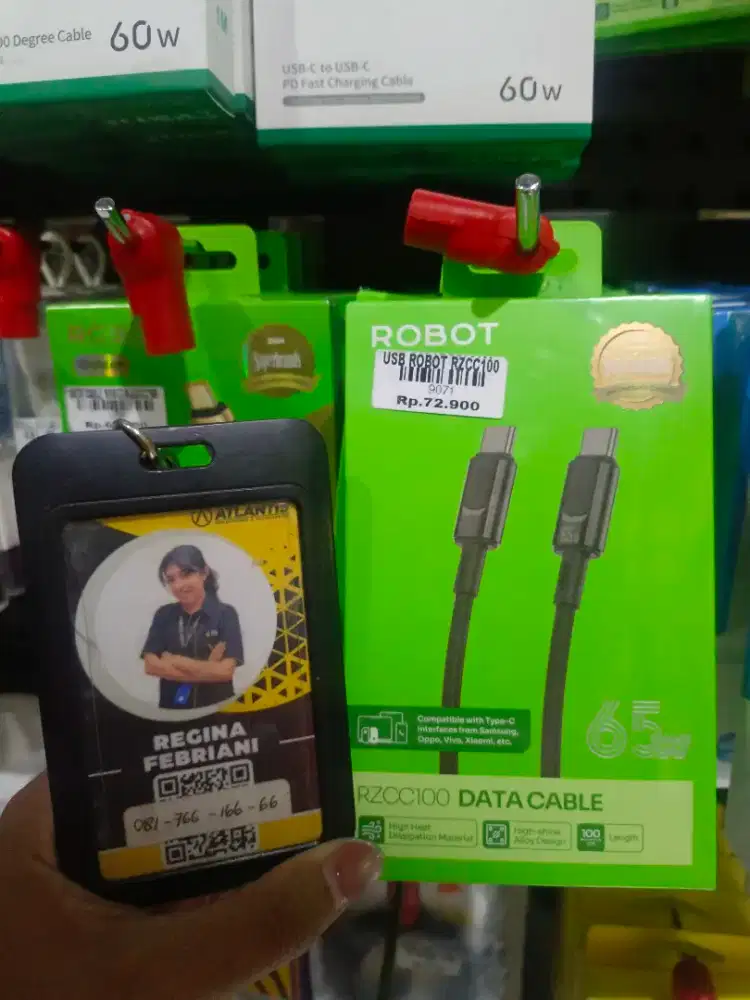 00 Degree Cable 60W
USB-C to USB-C
PD Fast Charging Cable
60W
ROBOT
USB ROBOT RZCC100
9071
Rp.72.900
ATLANTIS
REGINA
FEBRIANI
081-766-166-66
Compatible with Type-C
interfaces from Samsung,
Oppo, Vivo, Xiaomi, etc.
65W
RZCC100 DATA CABLE
High Heat
Dissipation Material
High-shine
Alloy Design
100
Length